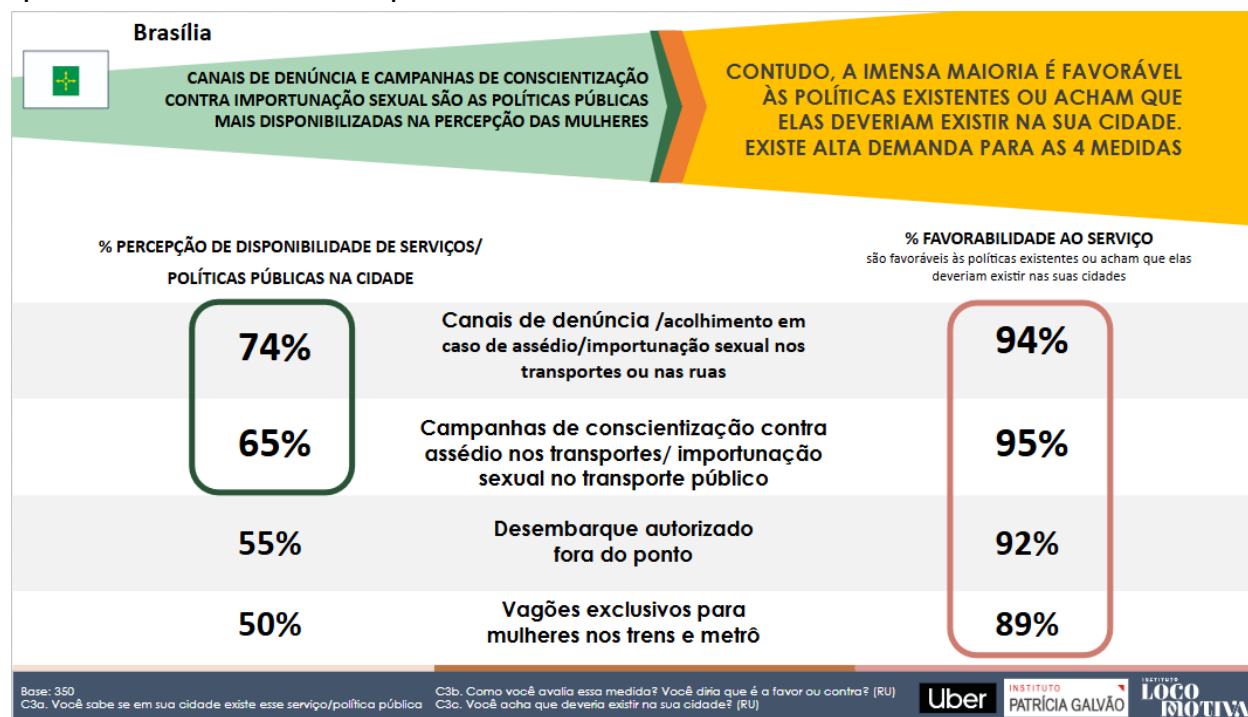 Brasília
CANAIS DE DENÚNCIA E CAMPANHAS DE CONSCIENTIZAÇÃO
CONTRA IMPORTUNAÇÃO SEXUAL SÃO AS POLÍTICAS PÚBLICAS
MAIS DISPONIBILIZADAS NA PERCEPÇÃO DAS MULHERES
CONTUDO, A IMENSA MAIORIA É FAVORÁVEL
ÀS POLÍTICAS EXISTENTES OU ACHAM QUE
ELAS DEVERIAM EXISTIR NA SUA CIDADE.
EXISTE ALTA DEMANDA PARA AS 4 MEDIDAS
% PERCEPÇÃO DE DISPONIBILIDADE DE SERVIÇOS/
POLÍTICAS PÚBLICAS NA CIDADE
% FAVORABILIDADE AO SERVIÇO
são favoráveis às políticas existentes ou acham que elas
deveriam existir nas suas cidades
74%
Canais de denúncia /acolhimento em
caso de assédio/importunação sexual nos
transportes ou nas ruas
94%
65%
Campanhas de conscientização contra
assédio nos transportes/ importunação
sexual no transporte público
95%
55%
Desembarque autorizado
fora do ponto
92%
50%
Vagões exclusivos para
mulheres nos trens e metrô
89%
Base: 350
C3a. Você sabe se em sua cidade existe esse serviço/política pública
C3b. Como você avalia essa medida? Você diria que é a favor ou contra? (RU)
C3c. Você acha que deveria existir na sua cidade? (RU)
Uber
INSTITUTO
PATRÍCIA GALVÃO
INSTITUTO
LOCO
MOTIVA